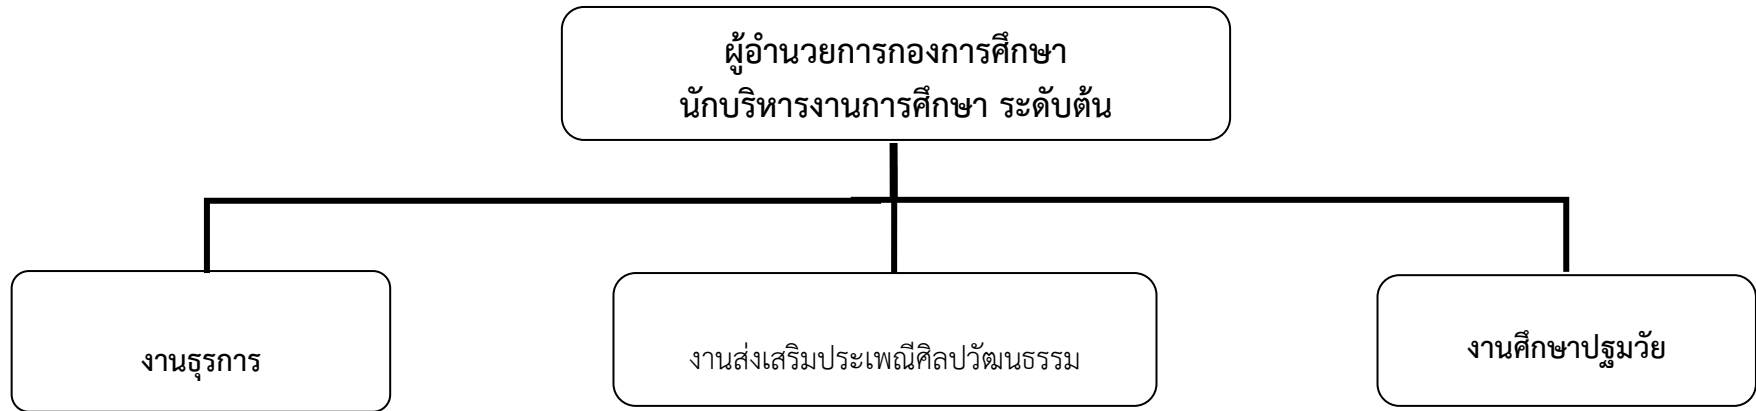 ผู้อำนวยการกองการศึกษา
นักบริหารงานการศึกษา ระดับต้น
งานธุรการ
งานส่งเสริมประเพณีศิลปวัฒนธรรม
งานศึกษาปฐมวัย